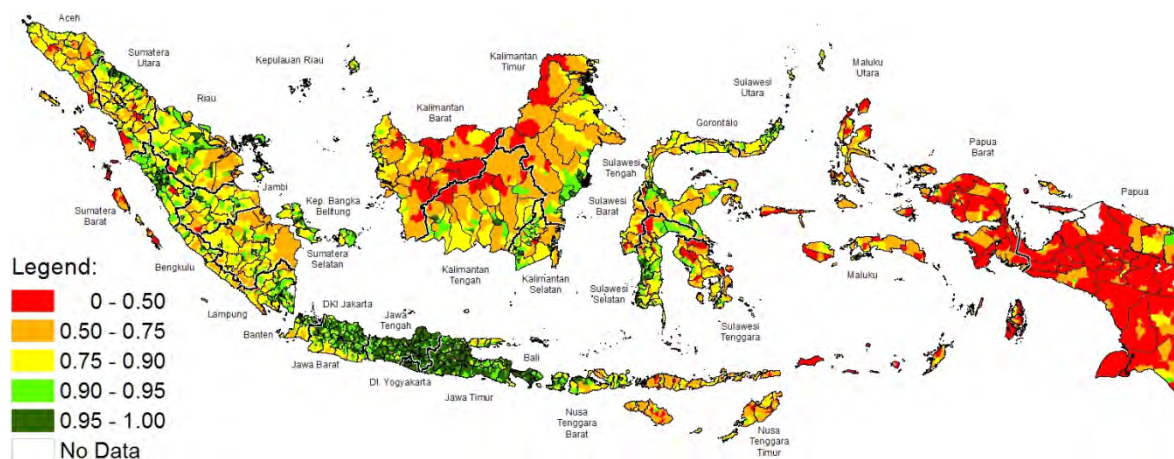 Aceh
Sumatera
Utara
Kepulauan Riau
Riau
Kalimantan
Timur
Kalimantan
Barat
Sulawesi
Utara
Maluku
Utara
Gorontalo
Papua
Barat
Papua
Sulawesi
Tengah
Jambi
Kep. Bangka
Belitung
Sulawesi
Barat
Sumatera
Barat
Sumatera
Selatan
Bengkulu
Kalimantan
Tengah
Kalimantan
Selatan
Sulawesi
Selatan
Maluku
Lampung
DKI Jakarta
Jawa
Tengah
Sulawesi
Tenggara
Banten
Jawa Barat
Bali
DI. Yogyakarta
Jawa Timur
Nusa
Tenggara
Barat
Nusa
Tenggara
Timur
Legend:
0 - 0.50
0.50 - 0.75
0.75 - 0.90
0.90 - 0.95
0.95 - 1.00
No Data